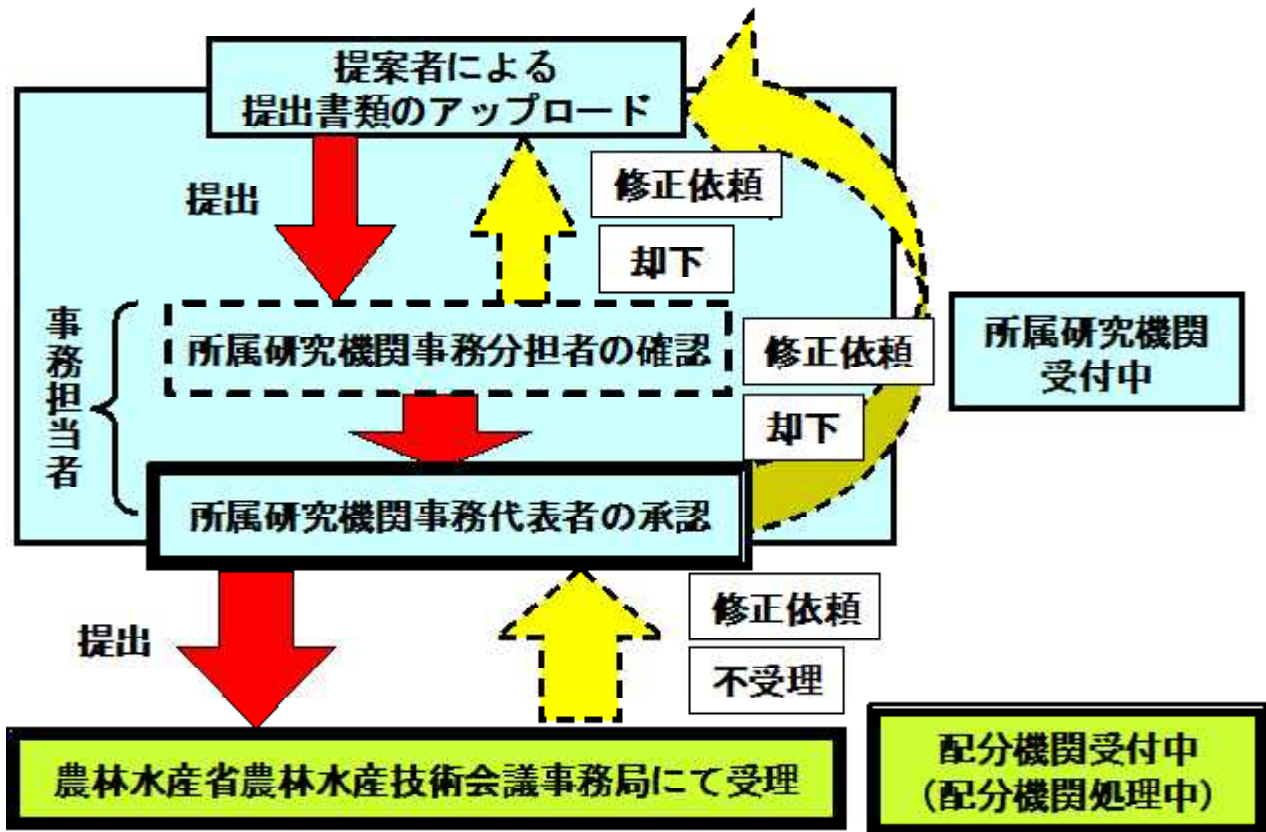 提案者による
提出書類のアップロード
提出
修正依頼
却下
事務担当者
所属研究機関事務分担者の確認
修正依頼
却下
所属研究機関
受付中
所属研究機関事務代表者の承認
提出
修正依頼
不受理
農林水産省農林水産技術会議事務局にて受理
配分機関受付中
(配分機関処理中)